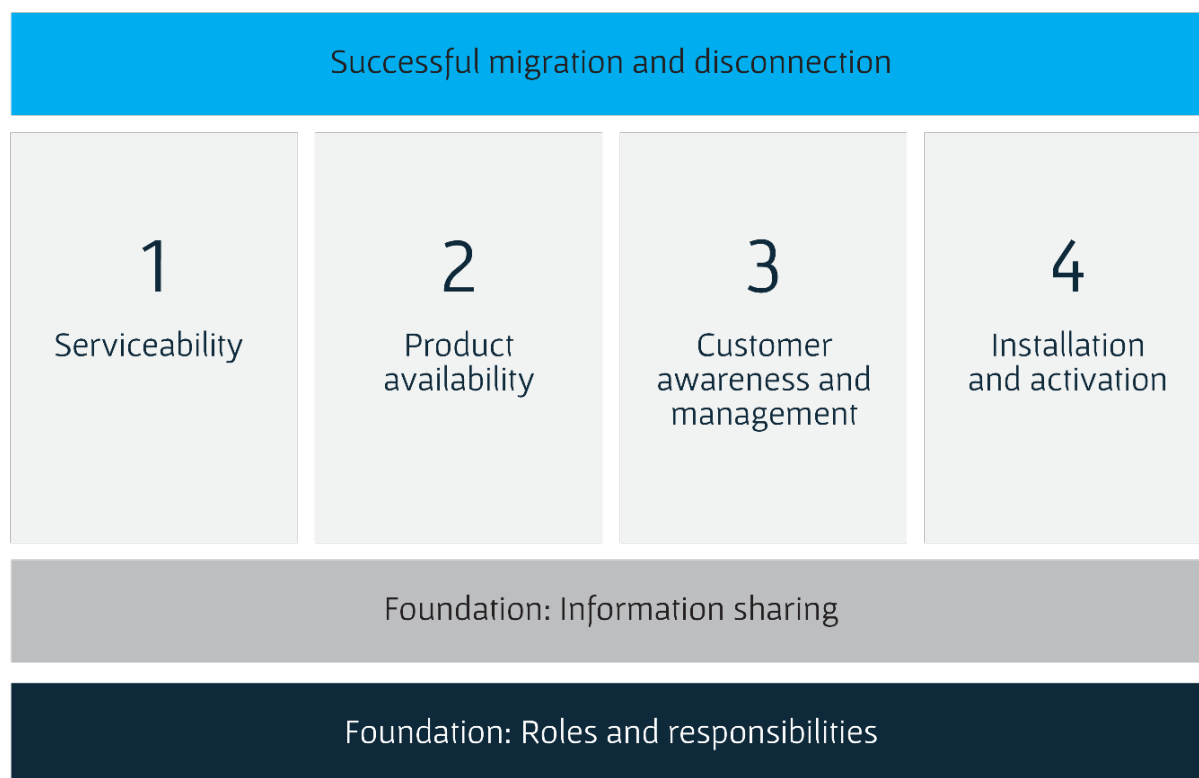 Successful migration and disconnection
1
Serviceability
2
Product
availability
3
Customer
awareness and
management
4
Installation
and activation
Foundation: Information sharing
Foundation: Roles and responsibilities